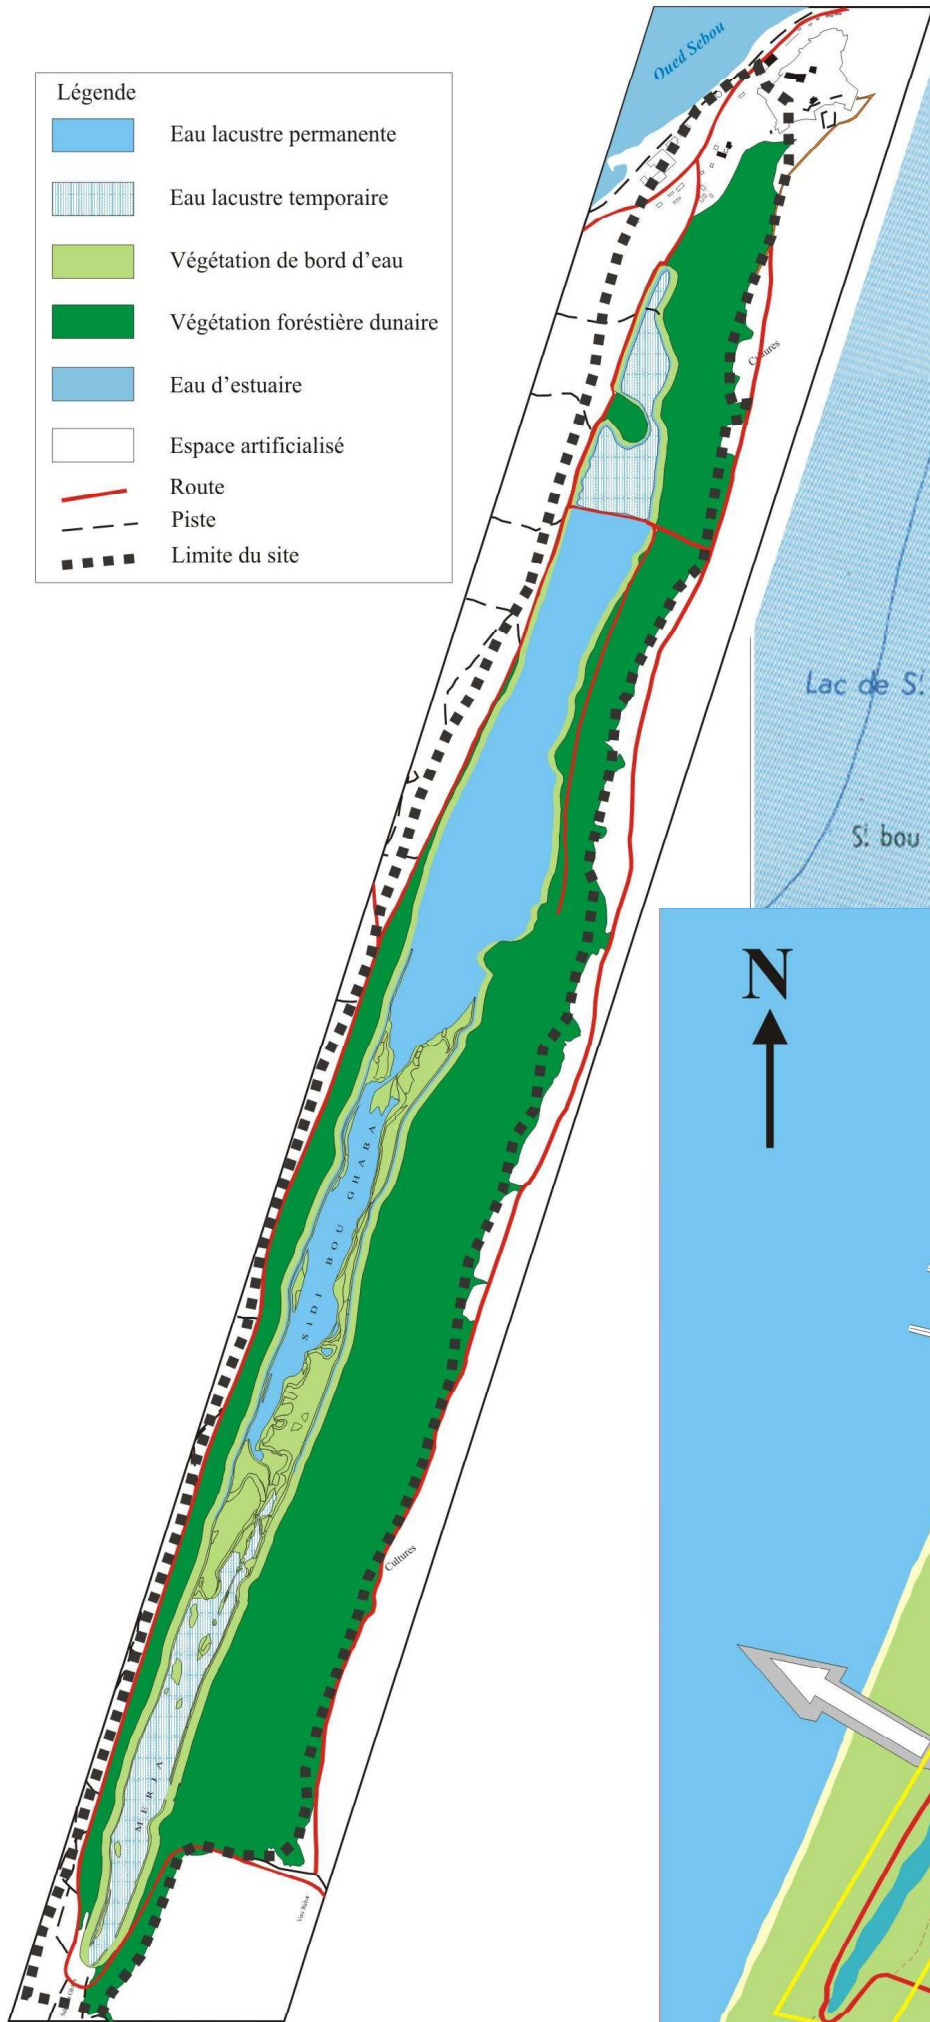 Légende
Eau lacustre permanente
Eau lacustre temporaire
Végétation de bord d'eau
Végétation foréstière dunaire
Eau d'estuaire
Espace artificialisé
Route
Piste
Limite du site
Oued Sebou
Cultures
Lac de S!
S! bou
N
SIDI BOU GHABA
Cultures
MERJA